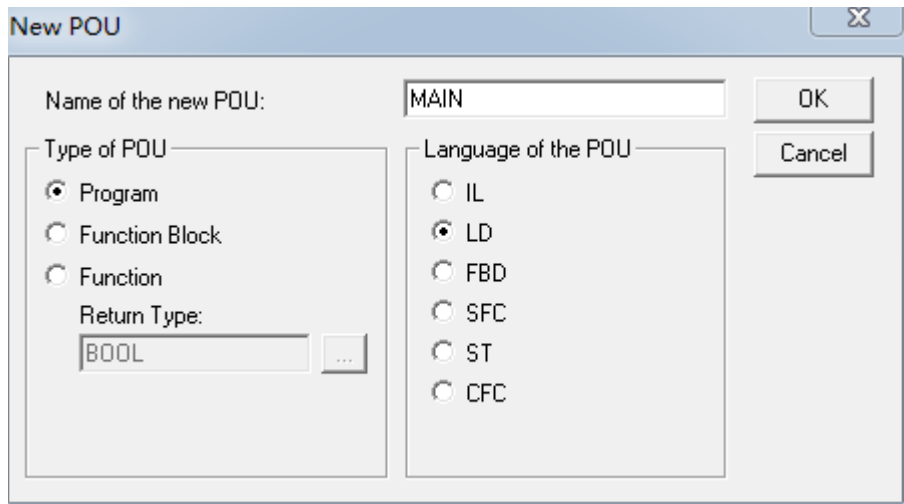 New POU
Name of the new POU:
MAIN
OK
Cancel
Type of POU
Program
Function Block
Function
Return Type:
BOOL
...
Language of the POU
IL
LD
FBD
SFC
ST
CFC